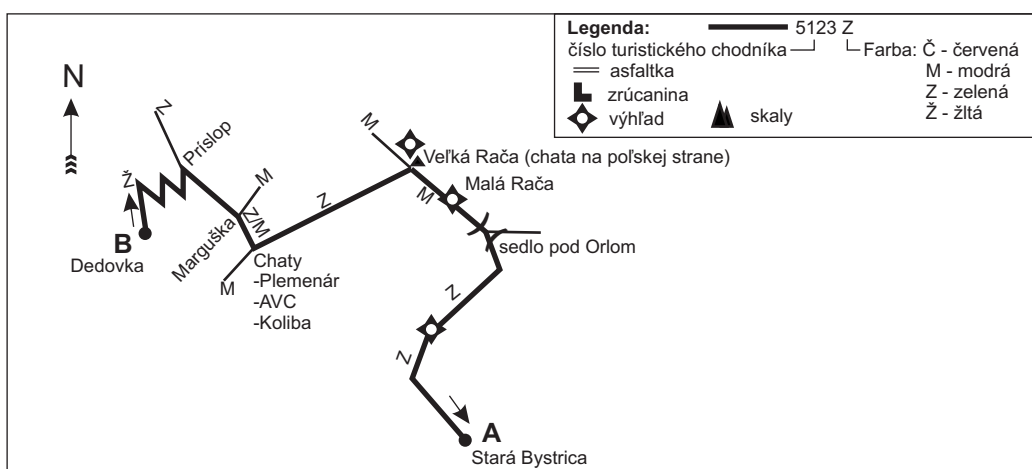 Legenda:
5123 Z
číslo turistického chodníka
Farba: Č - červená
asfaltka
M - modrá
zrúcanina
Z - zelená
výhľad
skaly
Ž - žltá
N
Z
Príslop
Ž
M
Z/M
Marguška
B
Dedovka
M
Chaty
-Plemenár
-AVC
-Koliba
Z
M
Veľká Rača (chata na poľskej strane)
Malá Rača
M
sedlo pod Orlom
Z
Z
A
Stará Bystrica